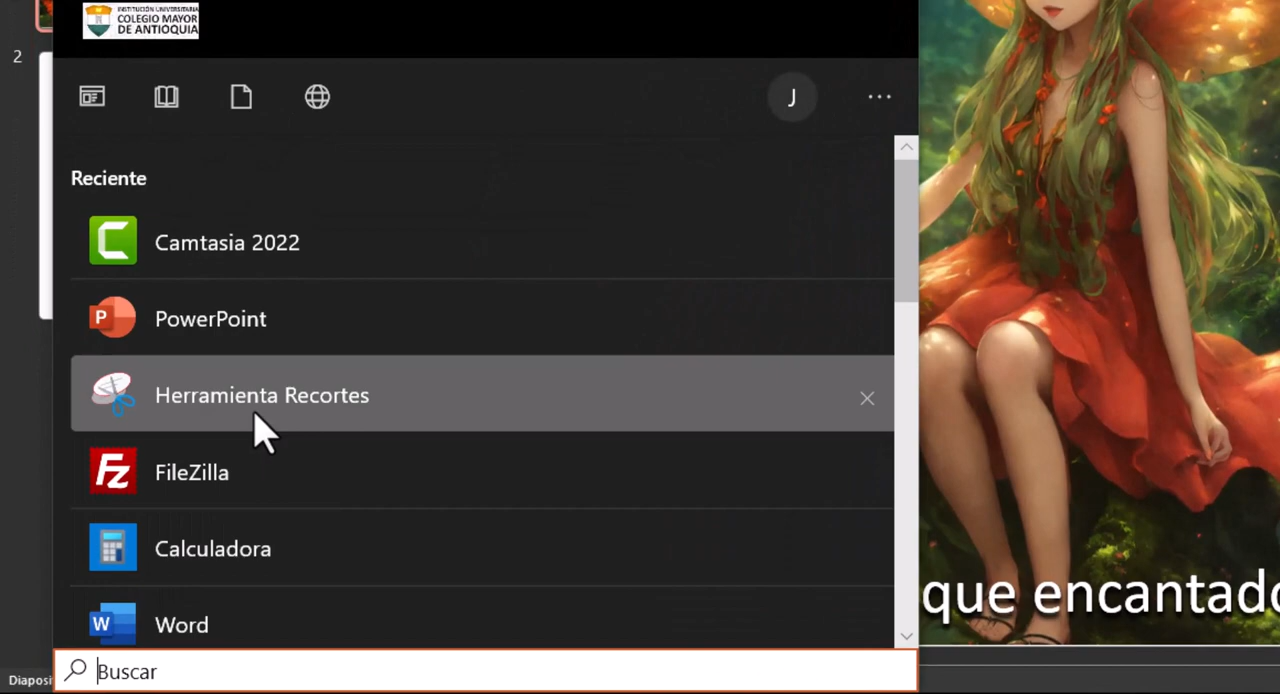 INSTITUCIÓN UNIVERSITARIA
COLEGIO MAYOR
DE ANTIOQUIA
2
J
Reciente
Camtasia 2022
PowerPoint
Herramienta Recortes
FileZilla
Calculadora
Word
que encantado
Buscar
Diaposi